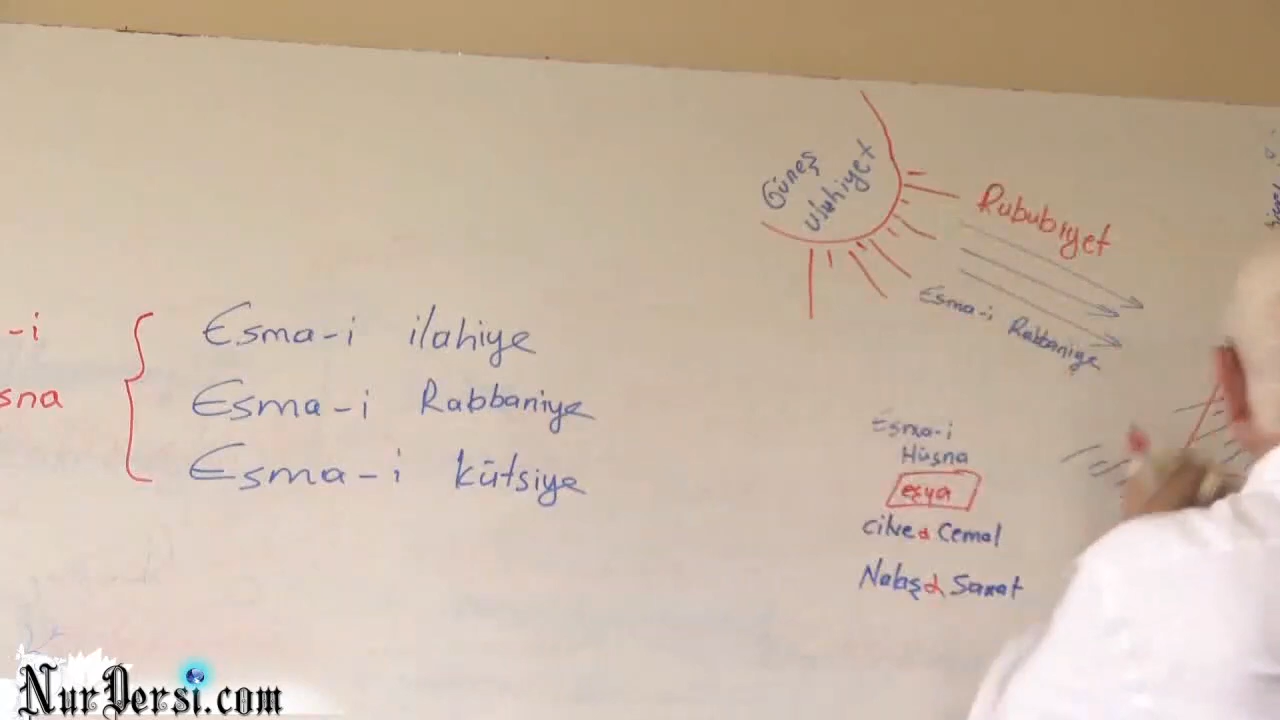 Güneş
uluhiyet
Rububiyet
Esma-i Rabbaniye
-i
sna
Esma-i ilahiye
Esma-i Rabbaniye
Esma-i kûtsiye
Esma-i
Hüsna
eşya
Cilve Cemal
Nakış Sanat
NurDersi.com